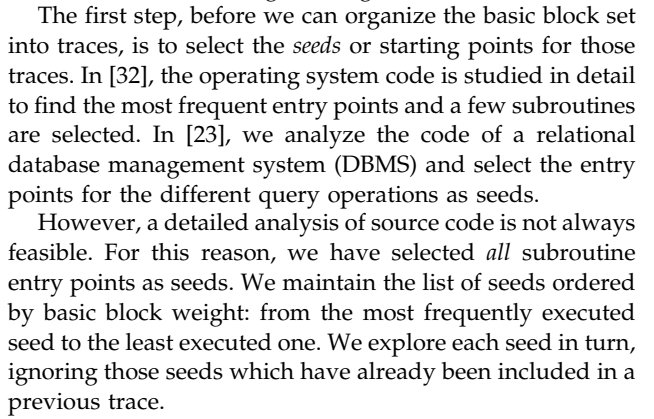 The first step, before we can organize the basic block set
into traces, is to select the seeds or starting points for those
traces. In [32], the operating system code is studied in detail
to find the most frequent entry points and a few subroutines
are selected. In [23], we analyze the code of a relational
database management system (DBMS) and select the entry
points for the different query operations as seeds.
However, a detailed analysis of source code is not always
feasible. For this reason, we have selected all subroutine
entry points as seeds. We maintain the list of seeds ordered
by basic block weight: from the most frequently executed
seed to the least executed one. We explore each seed in turn,
ignoring those seeds which have already been included in a
previous trace.